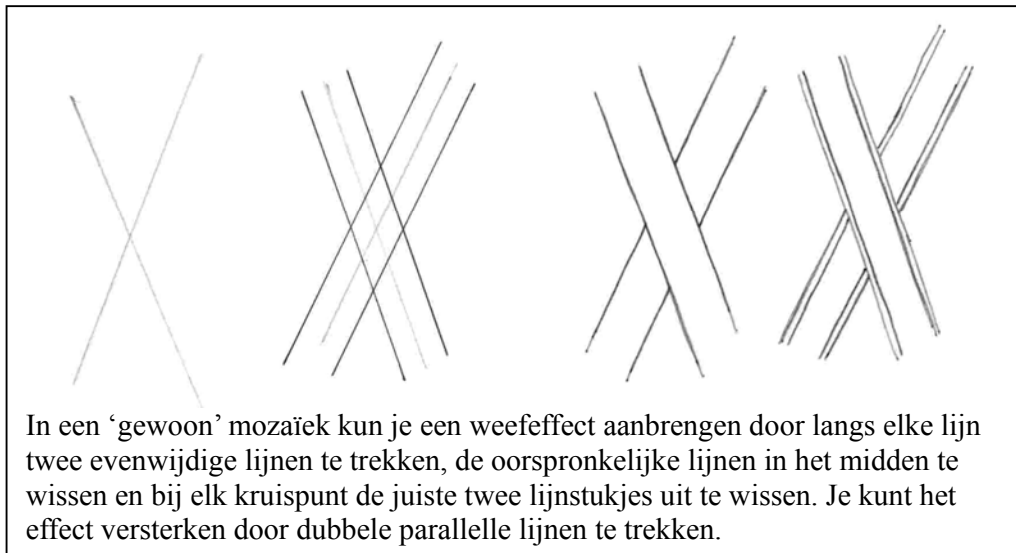 In een ‘gewoon’ mozaïek kun je een weefeffect aanbrengen door langs elke lijn
twee evenwijdige lijnen te trekken, de oorspronkelijke lijnen in het midden te
wissen en bij elk kruispunt de juiste twee lijnstukjes uit te wissen. Je kunt het
effect versterken door dubbele parallelle lijnen te trekken.